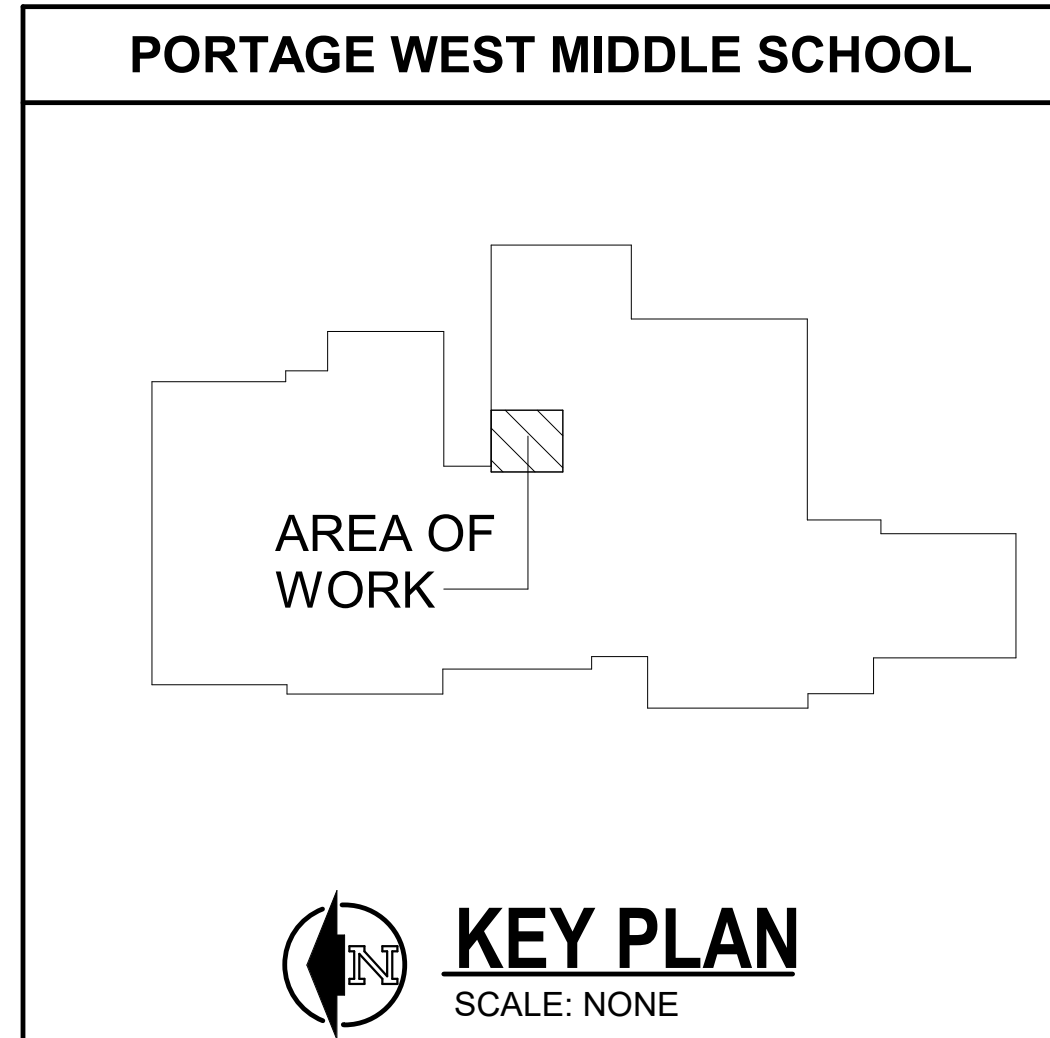 PORTAGE WEST MIDDLE SCHOOL
AREA OF
WORK
N
KEY PLAN
SCALE: NONE